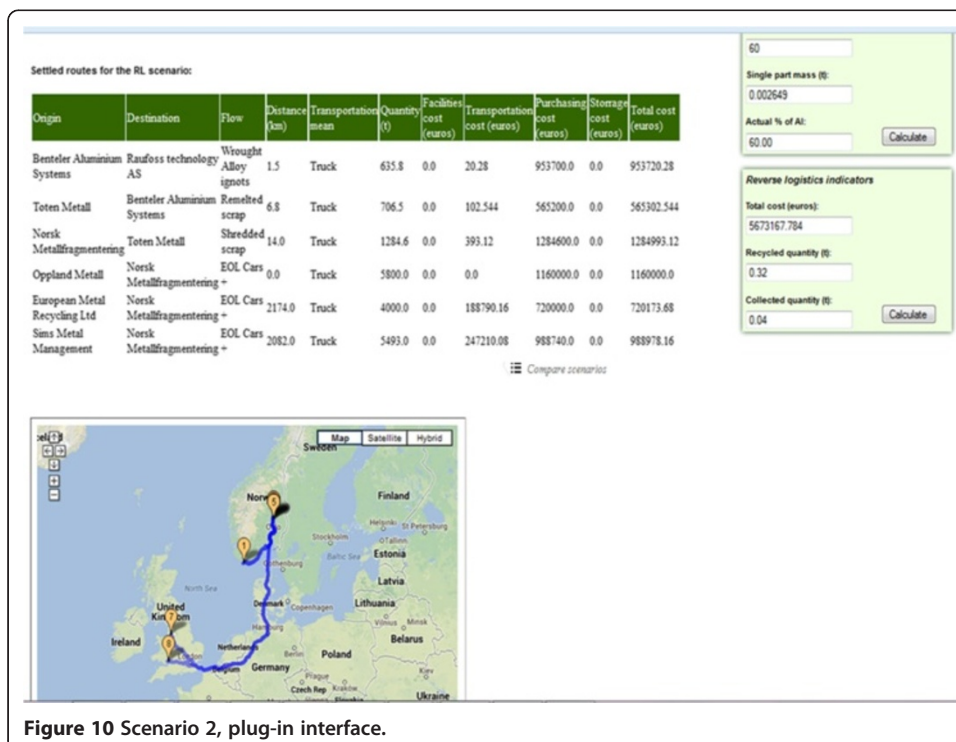 Settled routes for the RL scenario:
Origin Destination Flow Distance (km) Transportation mean Quantity (t) Facilities cost (euros) Transportation cost (euros) Purchasing cost (euros) Storrage cost (euros) Total cost (euros)
Benteler Aluminium Systems Raufoss technology AS Wrought Alloy ignots 1.5 Truck 635.8 0.0 20.28 953700.0 0.0 953720.28
Toten Metall Benteler Aluminium Systems Remelted scrap 6.8 Truck 706.5 0.0 102.544 565200.0 0.0 565302.544
Norsk Metallfragmentering Toten Metall Shredded scrap 14.0 Truck 1284.6 0.0 393.12 1284600.0 0.0 1284993.12
Oppland Metall Norsk Metallfragmentering EOL Cars + 0.0 Truck 5800.0 0.0 0.0 1160000.0 0.0 1160000.0
European Metal Recycling Ltd Norsk Metallfragmentering EOL Cars + 2174.0 Truck 4000.0 0.0 188790.16 720000.0 0.0 720173.68
Sims Metal Management Norsk Metallfragmentering EOL Cars + 2082.0 Truck 5493.0 0.0 247210.08 988740.0 0.0 988978.16
Compare scenarios
60
Single part mass (t):
0.002649
Actual % of Al:
60.00
Calculate
Reverse logistics indicators
Total cost (euros):
5673167.784
Recycled quantity (t):
0.32
Collected quantity (t):
0.04
Calculate
Map Satellite Hybrid
Sweden
Norw
5
Finland
Helsinki St Petersburg
Stockholm
Tallinn
1
Baltic Sea
Estonia
Gothenburg
Latvia
North Sea
Denmark
Copenhagen
Lithuania
United Kingdom
7
Vilnius
Minsk
Hamburg
Ireland
Belarus
Netherlands
Berlin
Poland
London
Belgium
Germany
Prague
Kiev
Czech Rep
Kraków
Ukraine
Figure 10 Scenario 2, plug-in interface.